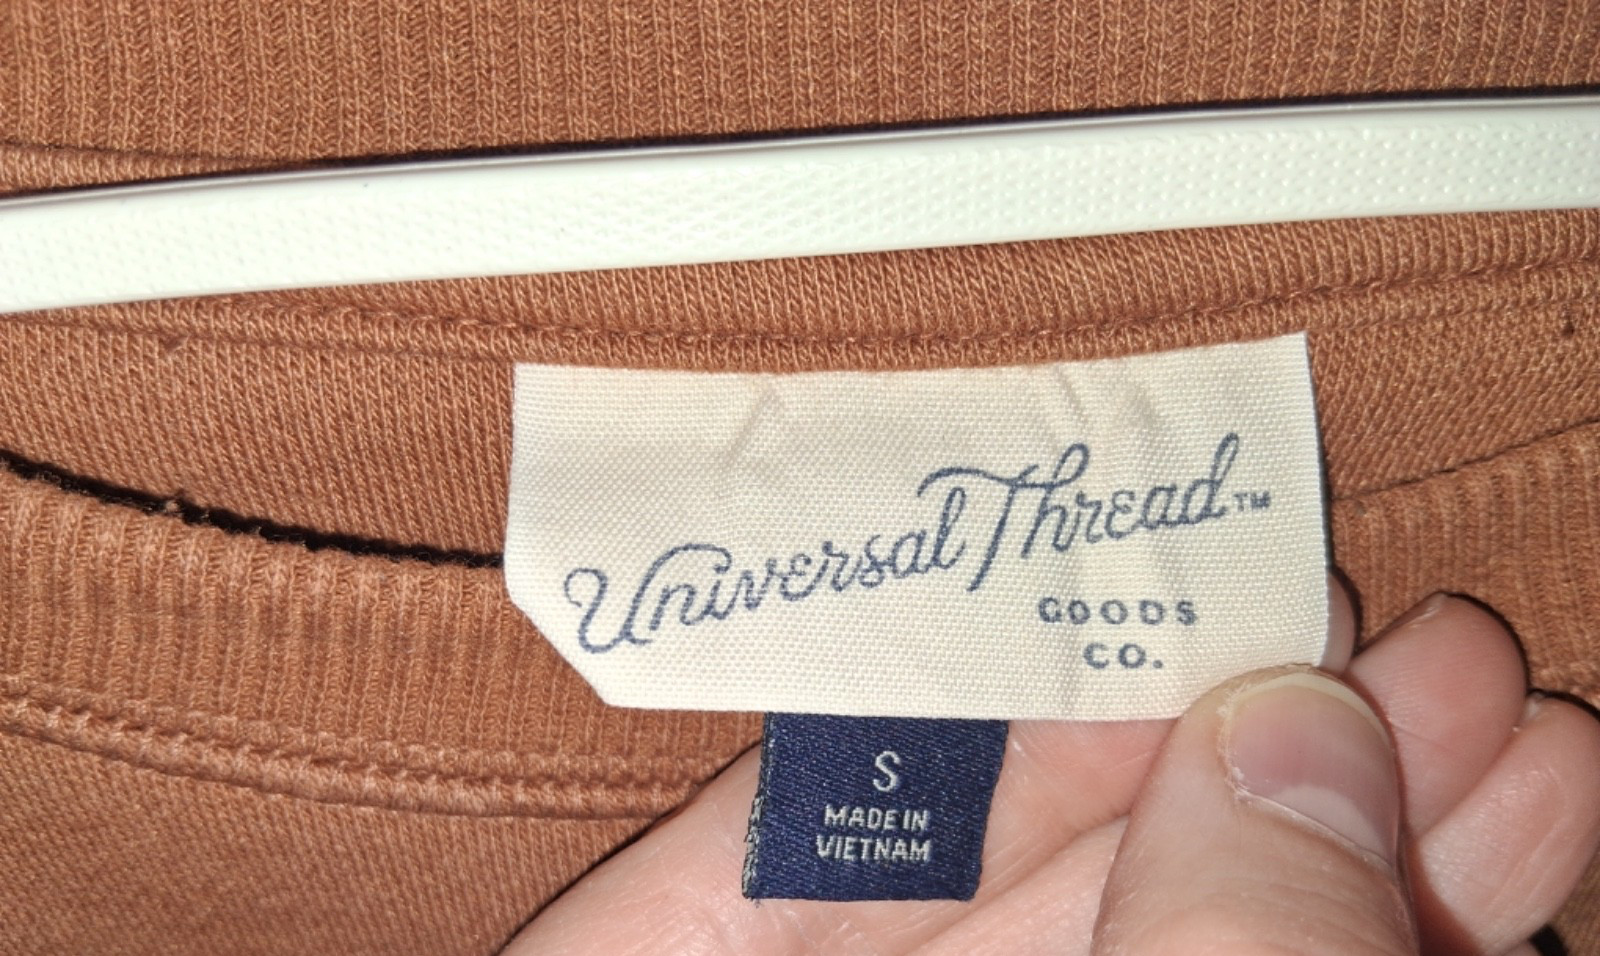 Universal Thread™
GOODS
CO.
S
MADE IN
VIETNAM